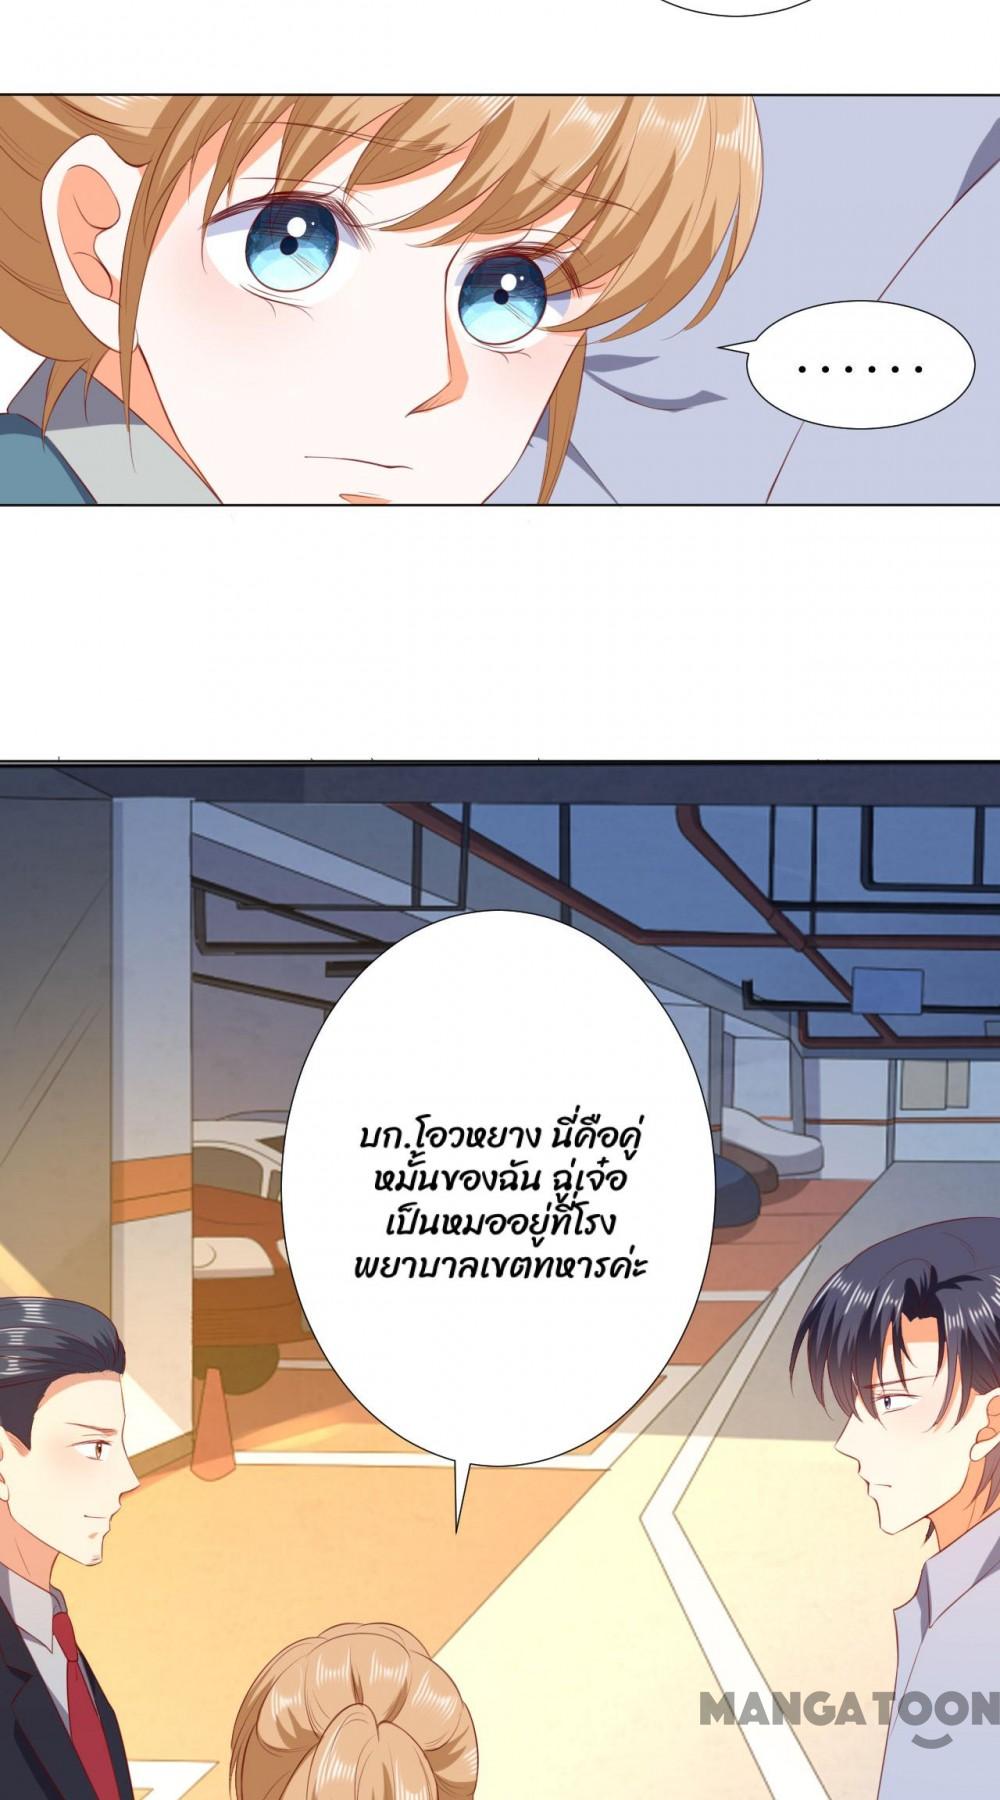 ......
บก.โอวหยาง นี่คือคู่
หมั้นของฉัน ฉู่เจ๋อ
เป็นหมออยู่ที่โรง
พยาบาลเขตทหารค่ะ
MANGATOON